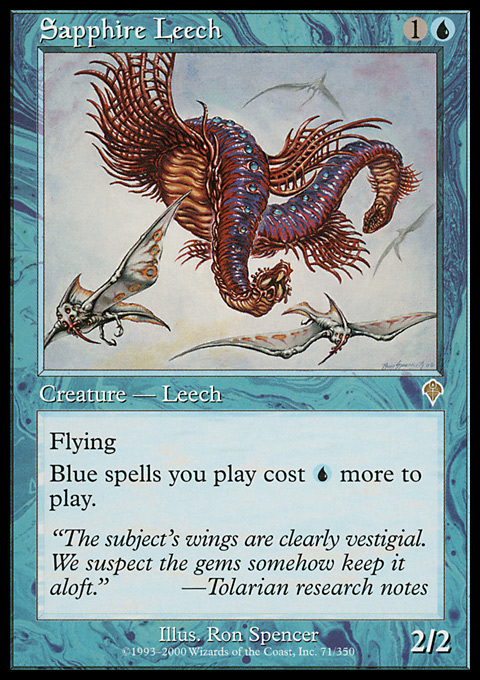 Sapphire Leech 1
Creature — Leech
Flying
Blue spells you play cost more to
play.
“The subject’s wings are clearly vestigial.
We suspect the gems somehow keep it
aloft.” —Tolarian research notes
Illus. Ron Spencer
2/2
©1993–2000 Wizards of the Coast, Inc. 71/350